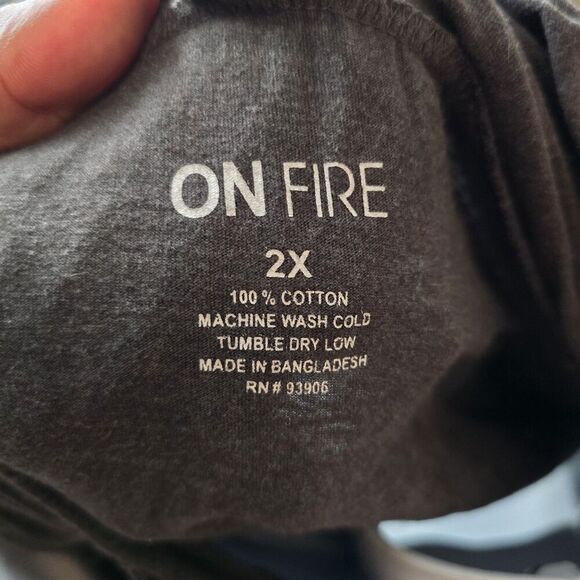 ON FIRE
2X
100 % COTTON
MACHINE WASH COLD
TUMBLE DRY LOW
MADE IN BANGLADESH
RN # 93906